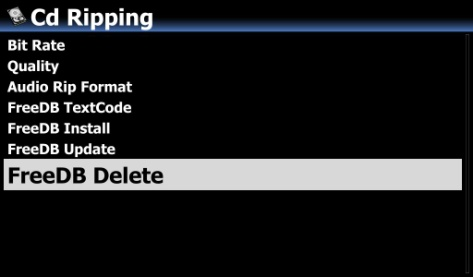 Cd Ripping
Bit Rate
Quality
Audio Rip Format
FreeDB TextCode
FreeDB Install
FreeDB Update
FreeDB Delete